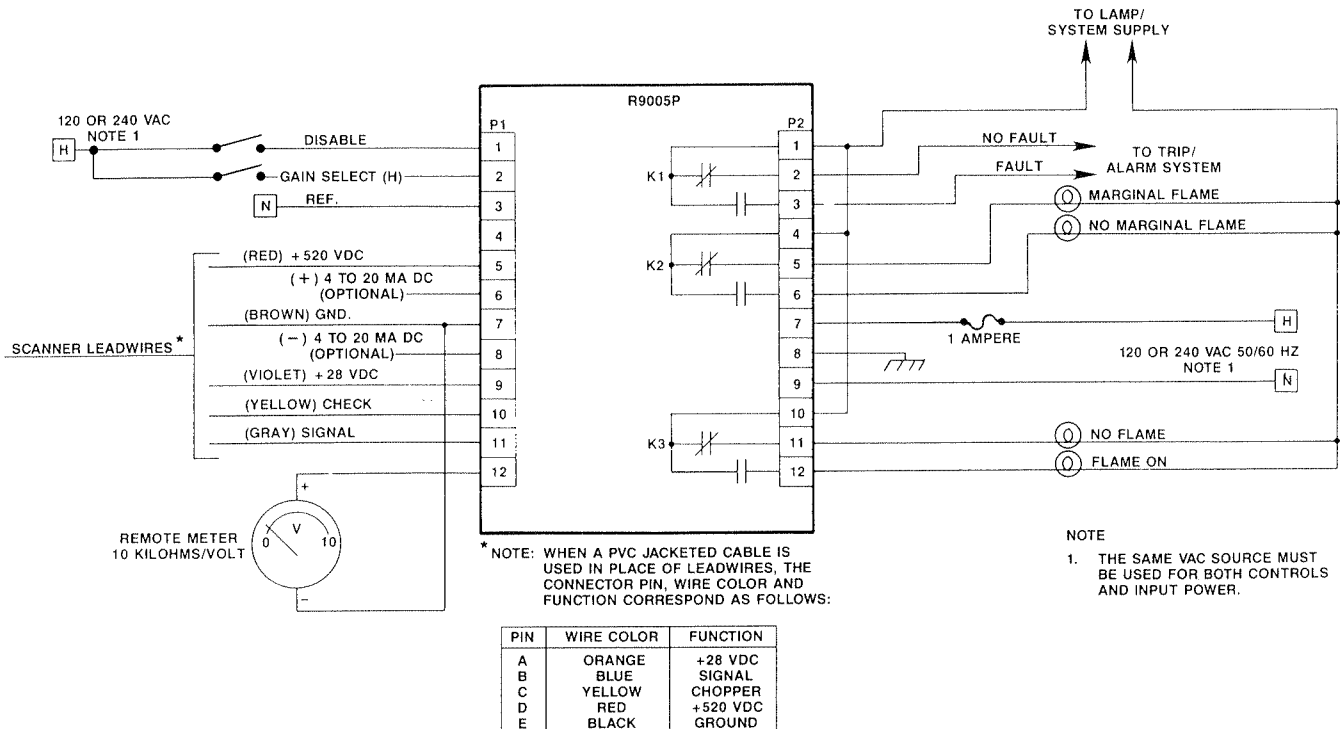 TO LAMP/
SYSTEM SUPPLY
R9005P
120 OR 240 VAC
NOTE 1
H
DISABLE
GAIN SELECT (H)
N
REF.
P1
1
2
3
4
5
6
7
8
9
10
11
12
(RED) +520 VDC
(+) 4 TO 20 MA DC
(OPTIONAL)
(BROWN) GND.
(−) 4 TO 20 MA DC
(OPTIONAL)
SCANNER LEADWIRES *
(VIOLET) +28 VDC
(YELLOW) CHECK
(GRAY) SIGNAL
+
V
0
10
−
REMOTE METER
10 KILOHMS/VOLT
K1
K2
K3
P2
1
2
3
4
5
6
7
8
9
10
11
12
NO FAULT
FAULT
TO TRIP/
ALARM SYSTEM
MARGINAL FLAME
NO MARGINAL FLAME
1 AMPERE
H
120 OR 240 VAC 50/60 HZ
NOTE 1
N
NO FLAME
FLAME ON
* NOTE: WHEN A PVC JACKETED CABLE IS
USED IN PLACE OF LEADWIRES, THE
CONNECTOR PIN, WIRE COLOR AND
FUNCTION CORRESPOND AS FOLLOWS:
NOTE
1. THE SAME VAC SOURCE MUST
BE USED FOR BOTH CONTROLS
AND INPUT POWER.
PIN WIRE COLOR FUNCTION
A ORANGE +28 VDC
B BLUE SIGNAL
C YELLOW CHOPPER
D RED +520 VDC
E BLACK GROUND